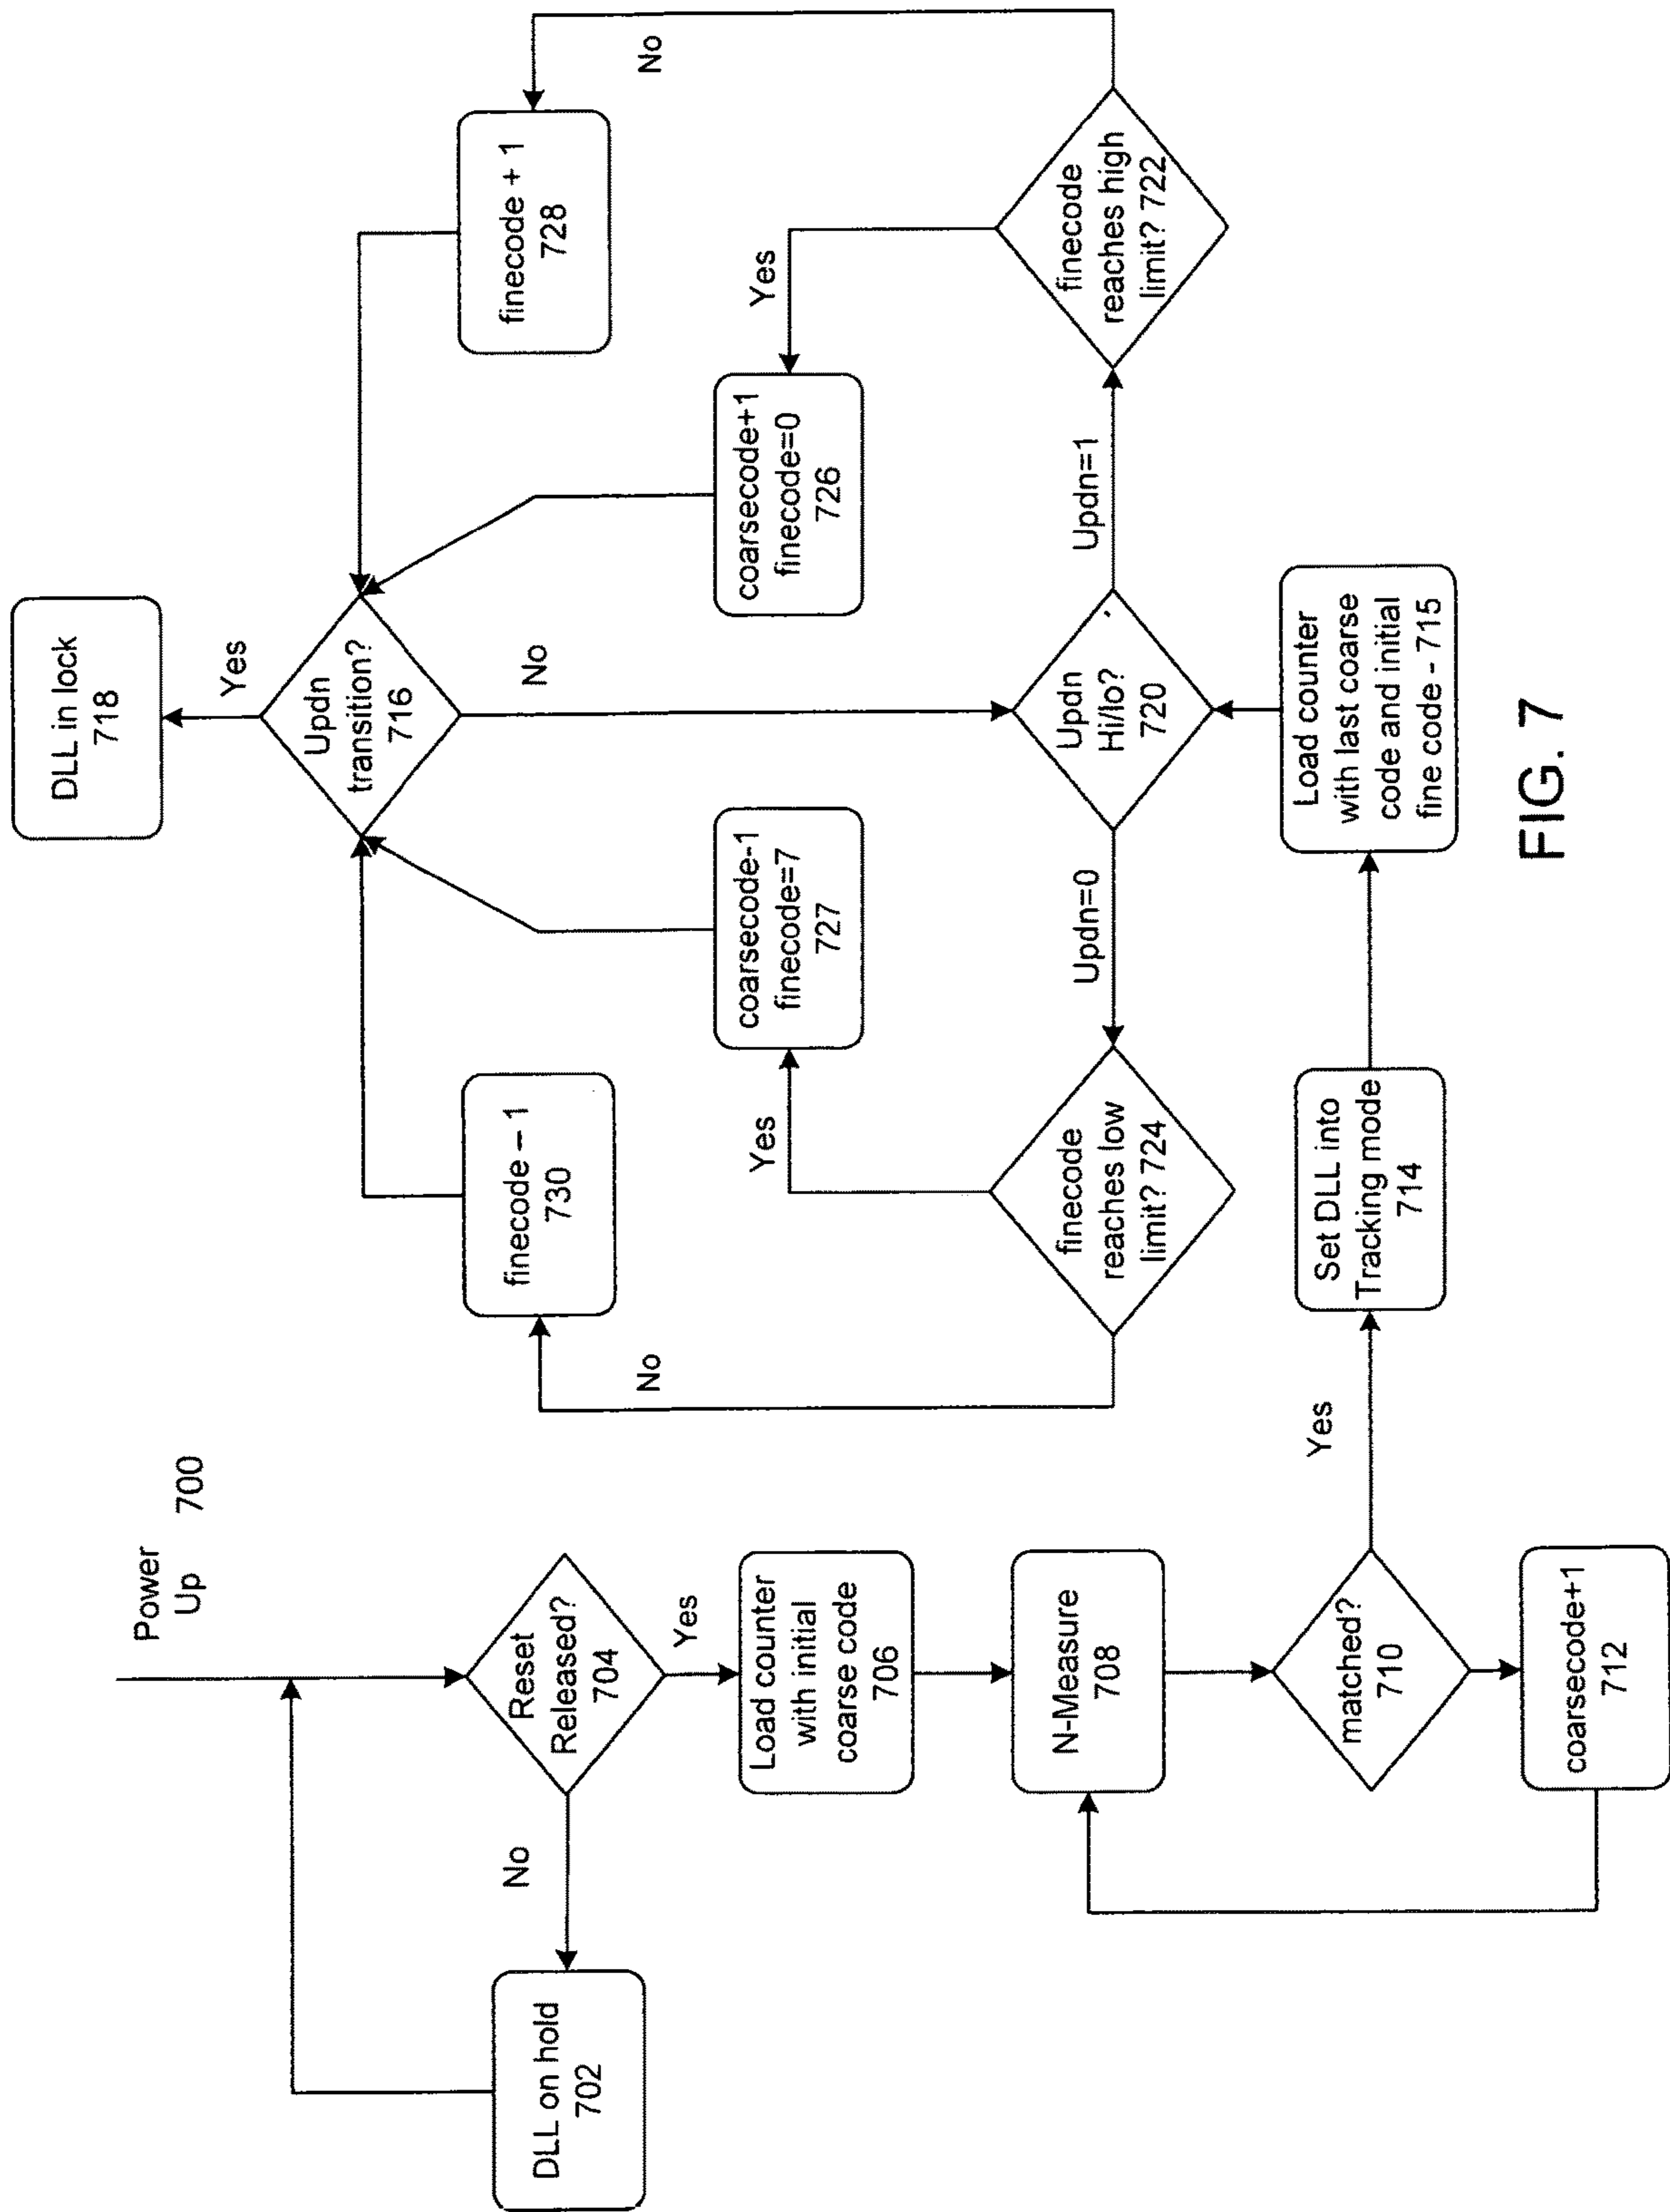 Power
Up 700
Reset
Released?
704
No
Yes
DLL on hold
702
Load counter
with initial
coarse code
706
N-Measure
708
matched?
710
Yes
coarsecode+1
712
Set DLL into
Tracking mode
714
Load counter
with last coarse
code and initial
fine code - 715
Updn
Hi/lo?
720
Updn=0
Updn=1
finecode
reaches low
limit? 724
No
Yes
finecode – 1
730
coarsecode-1
finecode=7
727
finecode
reaches high
limit? 722
Yes
No
coarsecode+1
finecode=0
726
finecode + 1
728
Updn
transition?
716
No
Yes
DLL in lock
718
FIG. 7